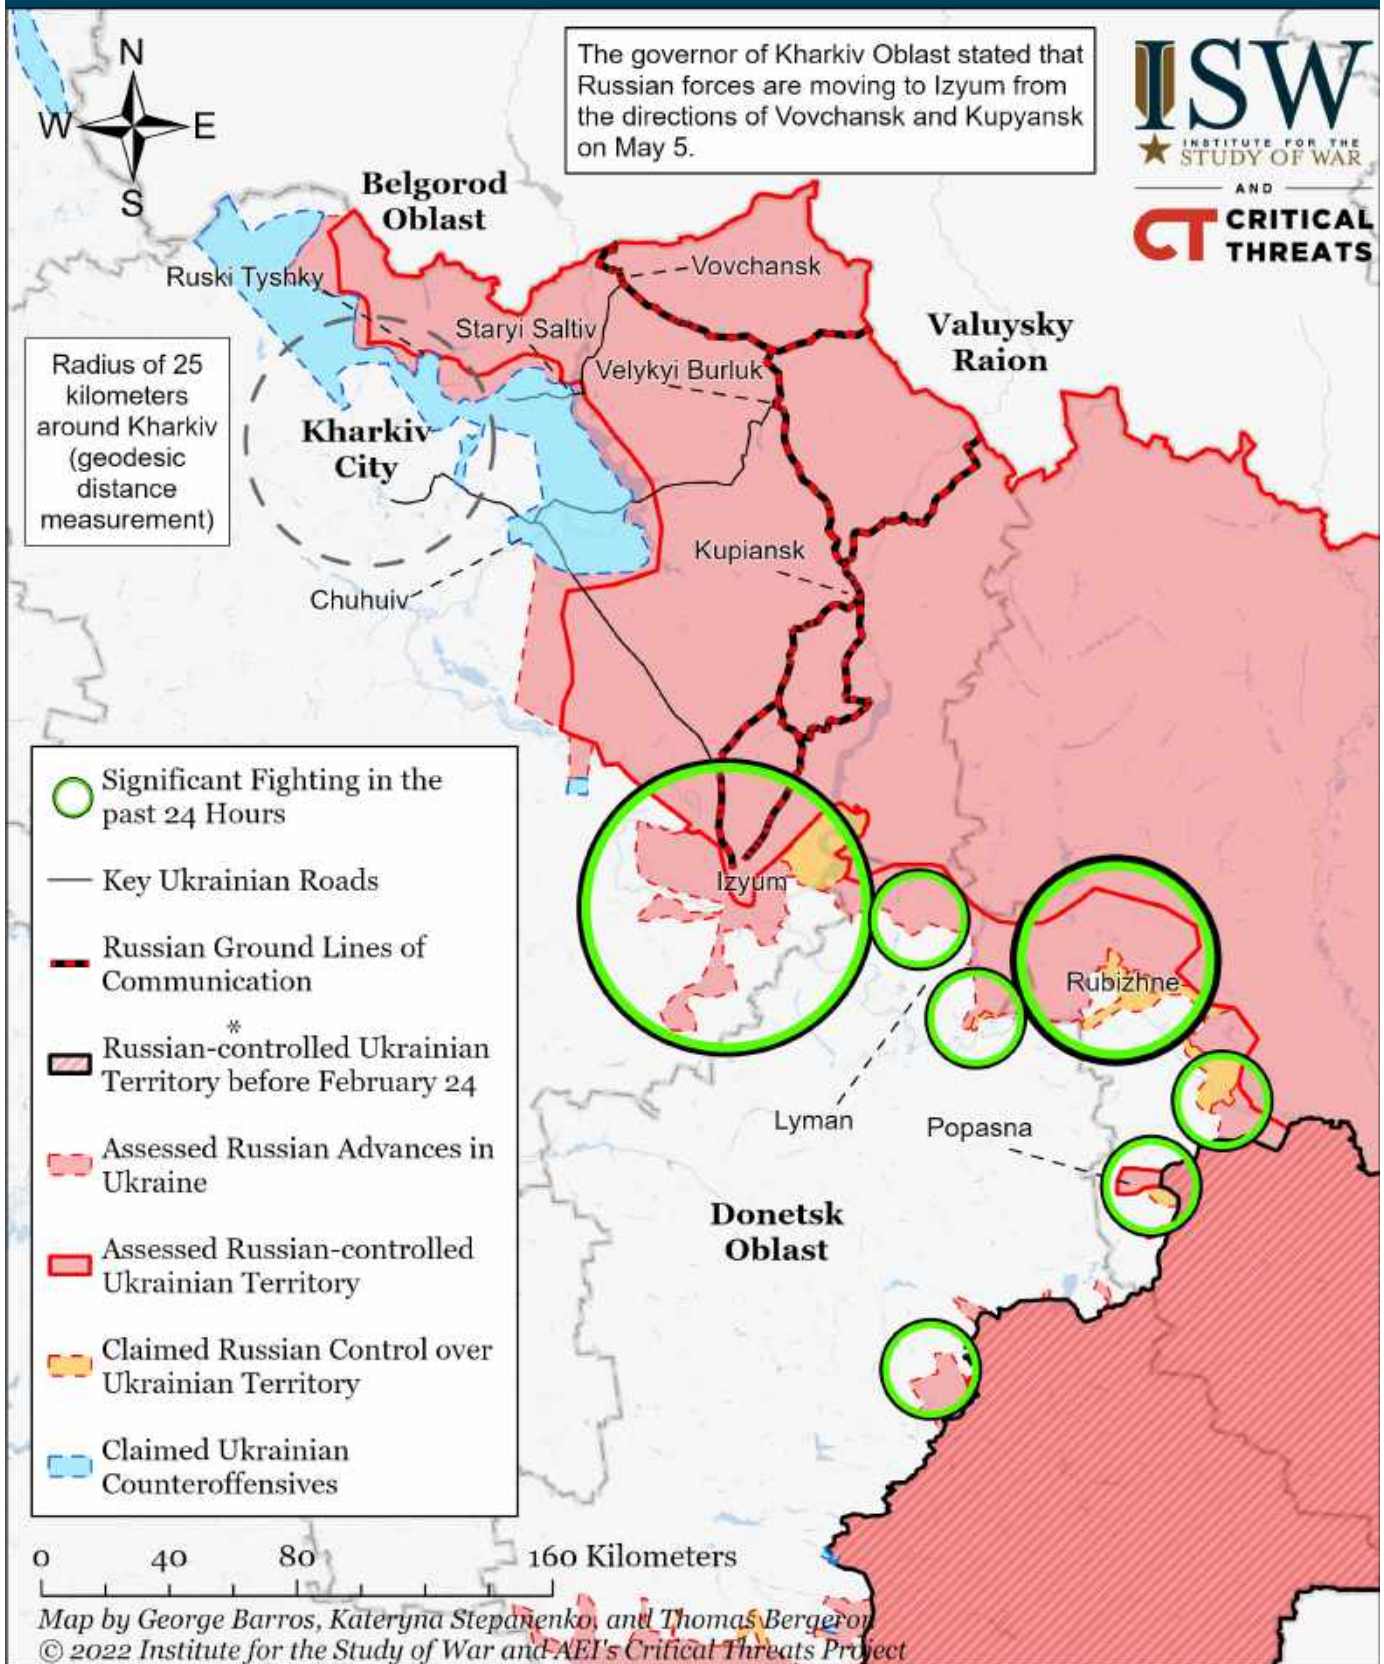 N
W
E
S
The governor of Kharkiv Oblast stated that
Russian forces are moving to Izyum from
the directions of Vovchansk and Kupyansk
on May 5.
ISW
INSTITUTE FOR THE
STUDY OF WAR
AND
CT CRITICAL
THREATS
Belgorod
Oblast
Ruski Tyshky
Vovchansk
Staryi Saltiv
Valuysky
Raion
Velykyi Burluk
Radius of 25
kilometers
around Kharkiv
(geodesic
distance
measurement)
Kharkiv
City
Kupiansk
Chuhuiv
Izyum
Rubizhne
Lyman
Popasna
Donetsk
Oblast
Significant Fighting in the
past 24 Hours
Key Ukrainian Roads
Russian Ground Lines of
Communication
*
Russian-controlled Ukrainian
Territory before February 24
Assessed Russian Advances in
Ukraine
Assessed Russian-controlled
Ukrainian Territory
Claimed Russian Control over
Ukrainian Territory
Claimed Ukrainian
Counteroffensives
0 40 80 160 Kilometers
Map by George Barros, Kateryna Stepanenko, and Thomas Bergeron
© 2022 Institute for the Study of War and AEI's Critical Threats Project